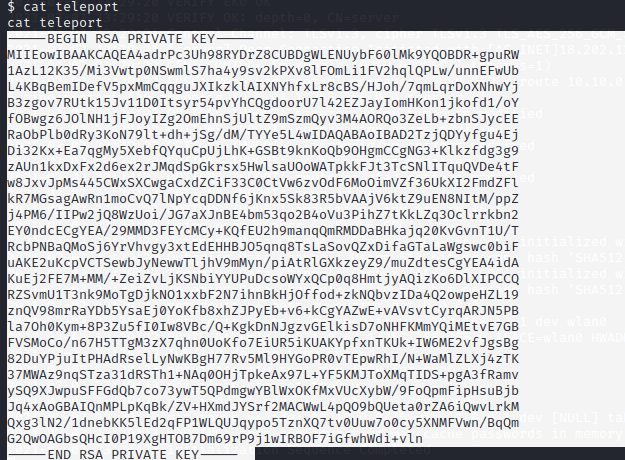 $ cat teleport
cat teleport
-----BEGIN RSA PRIVATE KEY-----
MIIEowIBAAKCAQEA4adrPc3Uh98RYDrZ8CUBDgWLENUybF60lMk9YQOBDR+gpuRW
1AzL12K35/Mi3Vwtp0NSwmlS7ha4y9sv2kPXv8lFOmLi1FV2hqlQPLw/unnEFwUb
L4KBqBemIDefV5pxMmCqqguJXIkzklAIXNYhfxLr8cBS/HJoh/7qmLqrDoXNhwYj
B3zgov7RUtk15Jv11D0Itsyr54pvYhCQgdoorU7l42EZJayIomHKon1jkofd1/oY
fOBwgz6JOlNH1jFJoyIZg2OmEhnSjUltZ9mSzmQyv3M4AORQo3ZeLb+zbnSJycEE
RaObPlb0dRy3KoN79lt+dh+jSg/dM/TYYe5L4wIDAQABAoIBAD2TzjQDYyfgu4Ej
Di32Kx+Ea7qgMy5XebfQYquCpUjLhK+GSBt9knKoQb9OHgmCCgNG3+Klkzfdg3g9
zAUn1kxDxFx2d6ex2rJMqdSpGkrsx5HwlsaUOoWATpkkFJt3TcSNlITquQVDe4tF
w8JxvJpMs445CWxSXCwgaCxdZCiF33C0CtVw6zvOdF6MoOimVZf36UkXI2FmdZFl
kR7MGsagAwRn1moCvQ7lNpYcqDDNf6jKnx5Sk83R5bVAAjV6ktZ9uEN8NItM/ppZ
j4PM6/IIPw2jQ8WzUoi/JG7aXJnBE4bm53qo2B4oVu3PihZ7tKkLZq3Oclrrkbn2
EY0ndcECgYEA/29MMD3FEYcMCy+KQfEU2h9manqQmRMDDaBHkajq20KvGvnT1U/T
RcbPNBaQMoSj6YrVhvgy3xtEdEHHBJO5qnq8TsLaSovQZxDifaGTaLaWgswc0biF
uAKE2uKcpVCTSewbJyNewwTljhV9mMyn/piAtRlGXkzeyZ9/muZdtesCgYEA4idA
KuEj2FE7M+MM/+ZeiZvLjKSNbiYYUPuDcsoWYxQCp0q8HmtjyAQizKo6DlXIPCCQ
RZSvmU1T3nk9MoTgDjkNO1xxbF2N7ihnBkHjOffod+zkNQbvzIDa4Q2owpeHZL19
znQV98mrRaYDb5YsaEj0YoKfb8xhZJPyEb+v6+kCgYAZwE+vAVsvtCyrqARJN5PB
la7Oh0Kym+8P3Zu5fI0Iw8VBc/Q+KgkDnNJgzvGElkisD7oNHFKMmYQiMEtvE7GB
FVSMoCo/n67H5TTgM3zX7qhn0UoKfo7EiUR5iKUAKYpfxnTKUk+IW6ME2vfJgsBg
82DuYPjuItPHAdRselLyNwKBgH77Rv5Ml9HYGoPR0vTEpwRhI/N+WaMlZLXj4zTK
37MWAz9nqSTza31dRSTh1+NAq0OHjTpkeAx97L+YF5KMJToXMqTIDS+pgA3fRamv
ySQ9XJwpuSFFGdQb7co73ywT5QPdmgwYBlWxOKfMxVUcXybW/9FoQpmFipHsuBjb
Jq4xAoGBAIQnMPLpKqBk/ZV+HXmdJYSrf2MACWwL4pQO9bQUeta0rZA6iQwvLrkM
Qxg3lN2/1dnebKK5lEd2qFP1WLQUJqypo5TznXQ7tv0Uuw7o0cy5XNMFVwn/BqQm
G2QwOAGbsQHcI0P19XgHTOB7Dm69rP9j1wIRBOF7iGfwhWdi+vln
-----END RSA PRIVATE KEY-----